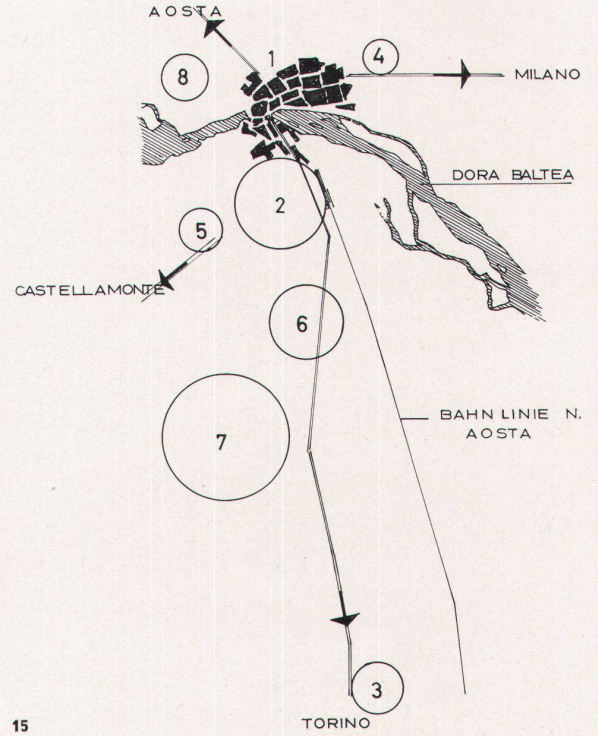 AOSTA
1
4
8
MILANO
DORA BALTEA
2
5
CASTELLAMONTE
6
BAHN LINIE N.
AOSTA
7
3
15
TORINO